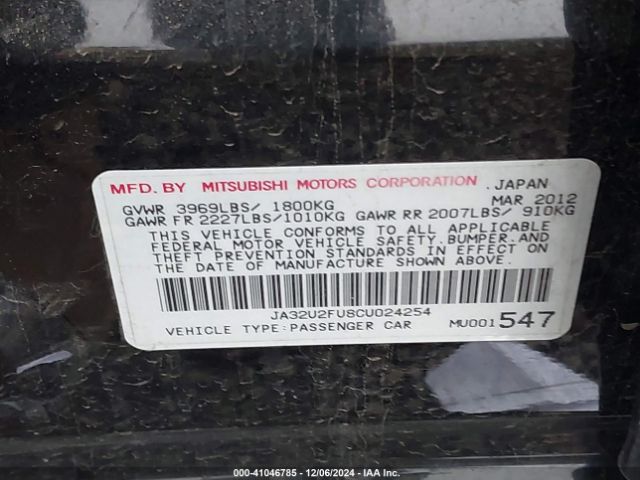 MFD. BY MITSUBISHI MOTORS CORPORATION .JAPAN
GVWR 3969LBS/ 1800KG MAR 2012
GAWR FR 2227LBS/1010KG GAWR RR 2007LBS/ 910KG
THIS VEHICLE CONFORMS TO ALL APPLICABLE
FEDERAL MOTOR VEHICLE SAFETY.BUMPER.AND
THEFT PREVENTION STANDARDS IN EFFECT ON
THE DATE OF MANUFACTURE SHOWN ABOVE.
JA32U2FU8CU024254
VEHICLE TYPE:PASSENGER CAR MU001547
000-41046785 - 12/06/2024 - IAA Inc.